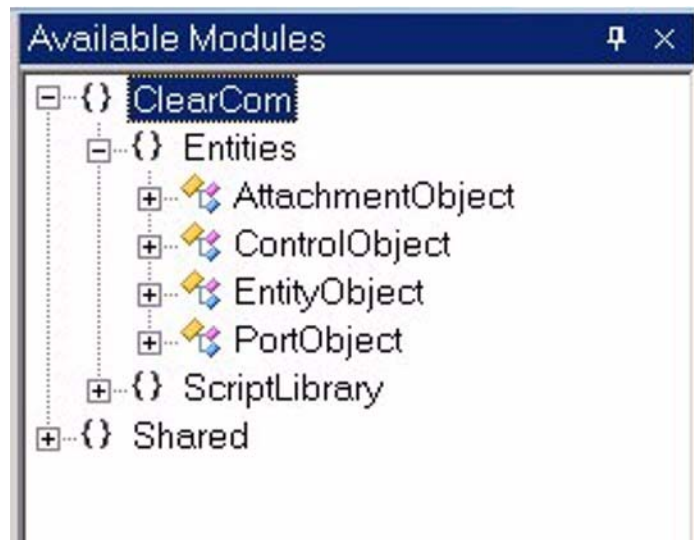 Available Modules
{} ClearCom
{} Entities
AttachmentObject
ControlObject
EntityObject
PortObject
{} ScriptLibrary
{} Shared